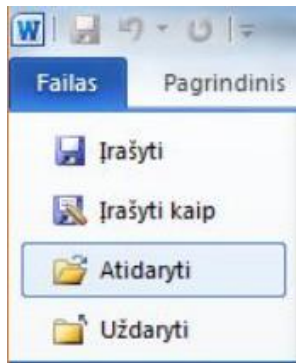 W
Failas Pagrindinis
Įrašyti
Įrašyti kaip
Atidaryti
Uždaryti